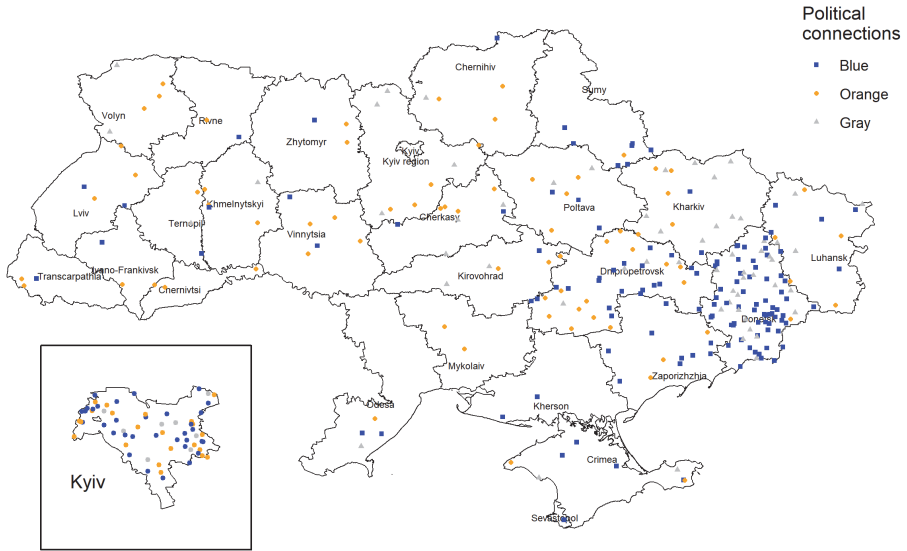 Political
connections
Blue
Orange
Gray
Chernihiv
Sumy
Volyn
Rivne
Zhytomyr
Kyiv
Kyiv region
Lviv
Ternopil
Khmelnytskyi
Cherkasy
Poltava
Kharkiv
Vinnytsia
Luhansk
Transcarpathia
Ivano-Frankivsk
Chernivtsi
Kirovohrad
Dnipropetrovsk
Donetsk
Mykolaiv
Zaporizhzhia
Odesa
Kherson
Crimea
Sevastopol
Kyiv